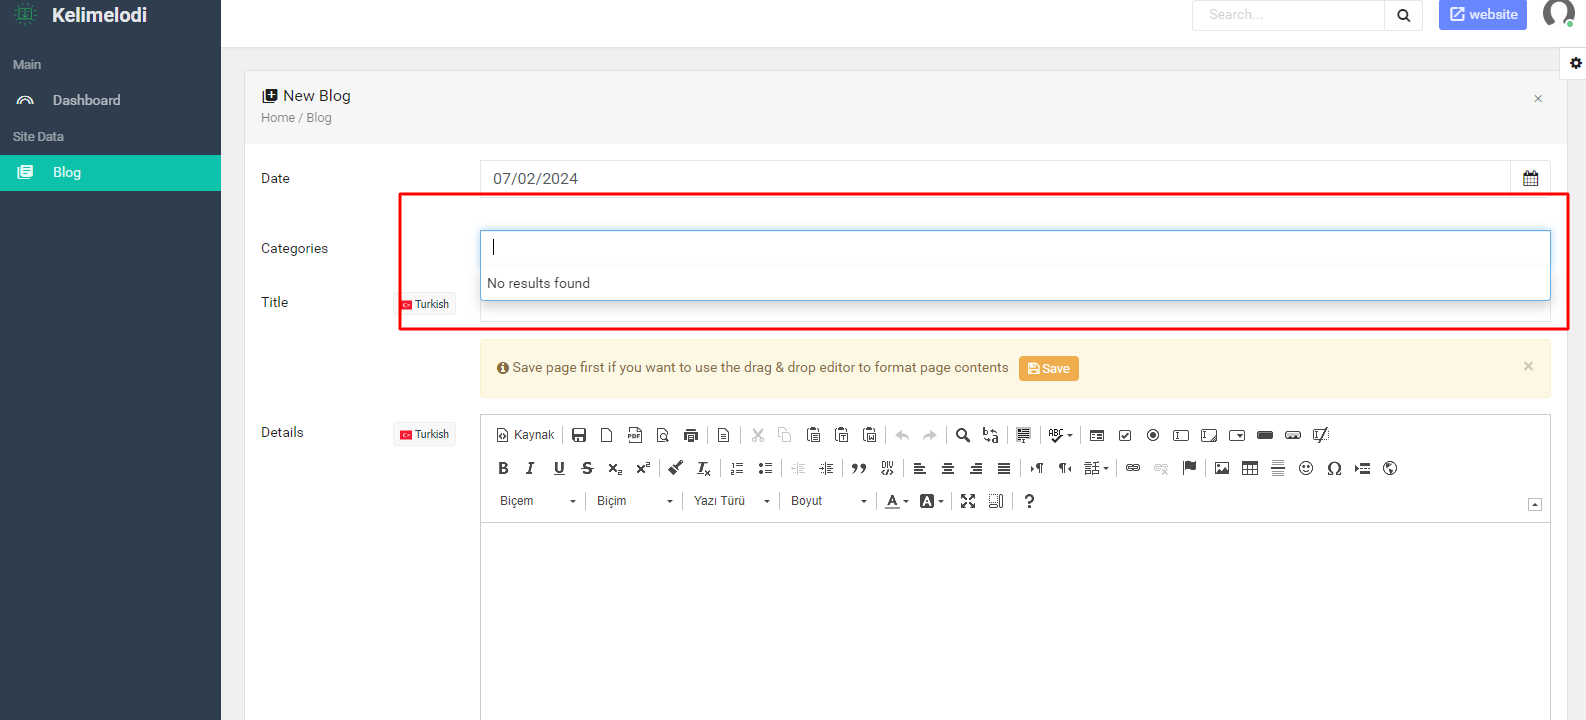 Kelimelodi
Search...
website
Main
Dashboard
Site Data
Blog
New Blog
Home / Blog
Date
07/02/2024
Categories
No results found
Title
Turkish
Save page first if you want to use the drag & drop editor to format page contents
Save
Details
Turkish
Kaynak
Biçem
Biçim
Yazı Türü
Boyut